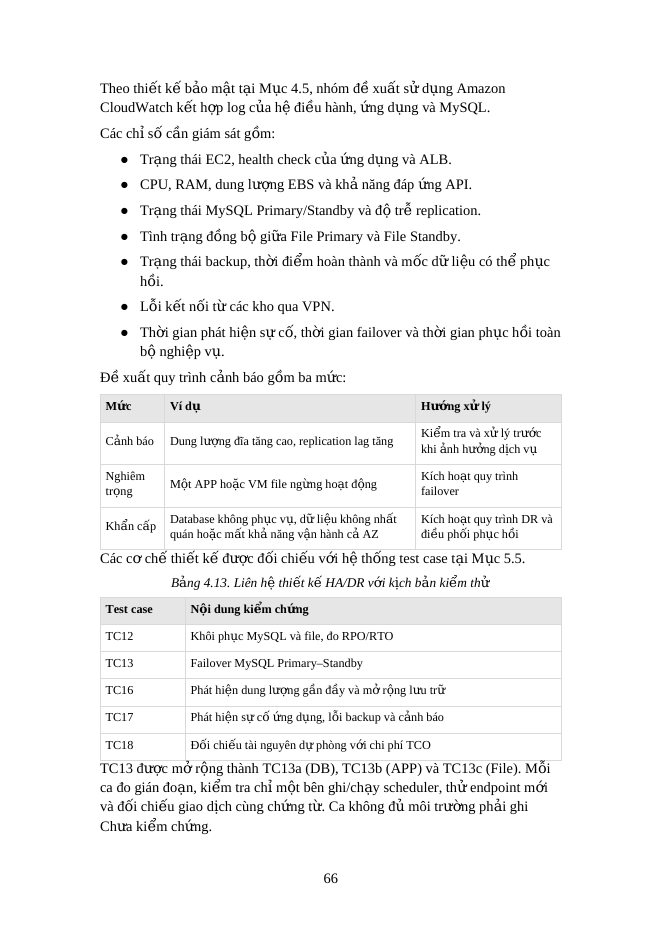 Theo thiết kế bảo mật tại Mục 4.5, nhóm đề xuất sử dụng Amazon
CloudWatch kết hợp log của hệ điều hành, ứng dụng và MySQL.
Các chỉ số cần giám sát gồm:
● Trạng thái EC2, health check của ứng dụng và ALB.
● CPU, RAM, dung lượng EBS và khả năng đáp ứng API.
● Trạng thái MySQL Primary/Standby và độ trễ replication.
● Tình trạng đồng bộ giữa File Primary và File Standby.
● Trạng thái backup, thời điểm hoàn thành và mốc dữ liệu có thể phục
hồi.
● Lỗi kết nối từ các kho qua VPN.
● Thời gian phát hiện sự cố, thời gian failover và thời gian phục hồi toàn
bộ nghiệp vụ.
Đề xuất quy trình cảnh báo gồm ba mức:
Mức Ví dụ Hướng xử lý
Cảnh báo Dung lượng đĩa tăng cao, replication lag tăng Kiểm tra và xử lý trước
khi ảnh hưởng dịch vụ
Nghiêm
trọng Một APP hoặc VM file ngừng hoạt động Kích hoạt quy trình
failover
Khẩn cấp Database không phục vụ, dữ liệu không nhất
quán hoặc mất khả năng vận hành cả AZ Kích hoạt quy trình DR và
điều phối phục hồi
Các cơ chế thiết kế được đối chiếu với hệ thống test case tại Mục 5.5.
Bảng 4.13. Liên hệ thiết kế HA/DR với kịch bản kiểm thử
Test case Nội dung kiểm chứng
TC12 Khôi phục MySQL và file, đo RPO/RTO
TC13 Failover MySQL Primary–Standby
TC16 Phát hiện dung lượng gần đầy và mở rộng lưu trữ
TC17 Phát hiện sự cố ứng dụng, lỗi backup và cảnh báo
TC18 Đối chiếu tài nguyên dự phòng với chi phí TCO
TC13 được mở rộng thành TC13a (DB), TC13b (APP) và TC13c (File). Mỗi
ca đo gián đoạn, kiểm tra chỉ một bên ghi/chạy scheduler, thử endpoint mới
và đối chiếu giao dịch cùng chứng từ. Ca không đủ môi trường phải ghi
Chưa kiểm chứng.
66